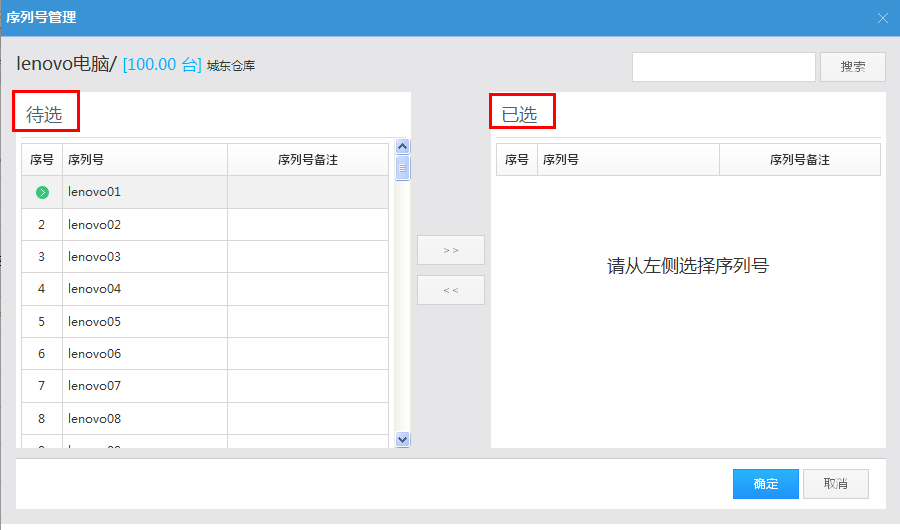 序列号管理
lenovo电脑/ [100.00 台] 城东仓库
搜索
待选
序号 序列号 序列号备注
lenovo01
2 lenovo02
3 lenovo03
4 lenovo04
5 lenovo05
6 lenovo06
7 lenovo07
8 lenovo08
>>
<<
已选
序号 序列号 序列号备注
请从左侧选择序列号
确定 取消